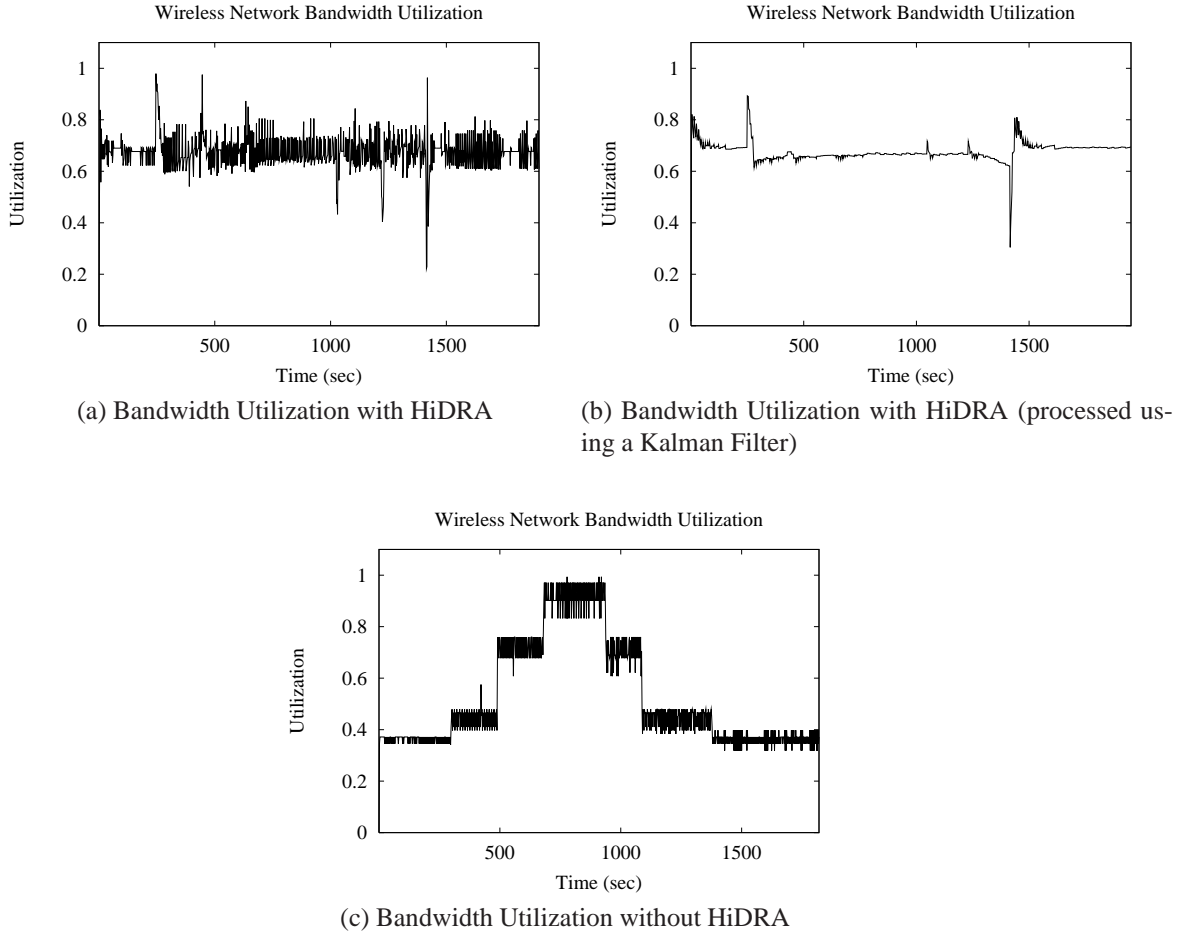 Wireless Network Bandwidth Utilization
1
0.8
0.6
0.4
0.2
0
Utilization
500 1000 1500
Time (sec)
(a) Bandwidth Utilization with HiDRA
Wireless Network Bandwidth Utilization
1
0.8
0.6
0.4
0.2
0
Utilization
500 1000 1500
Time (sec)
(b) Bandwidth Utilization with HiDRA (processed us-
ing a Kalman Filter)
Wireless Network Bandwidth Utilization
1
0.8
0.6
0.4
0.2
0
Utilization
500 1000 1500
Time (sec)
(c) Bandwidth Utilization without HiDRA